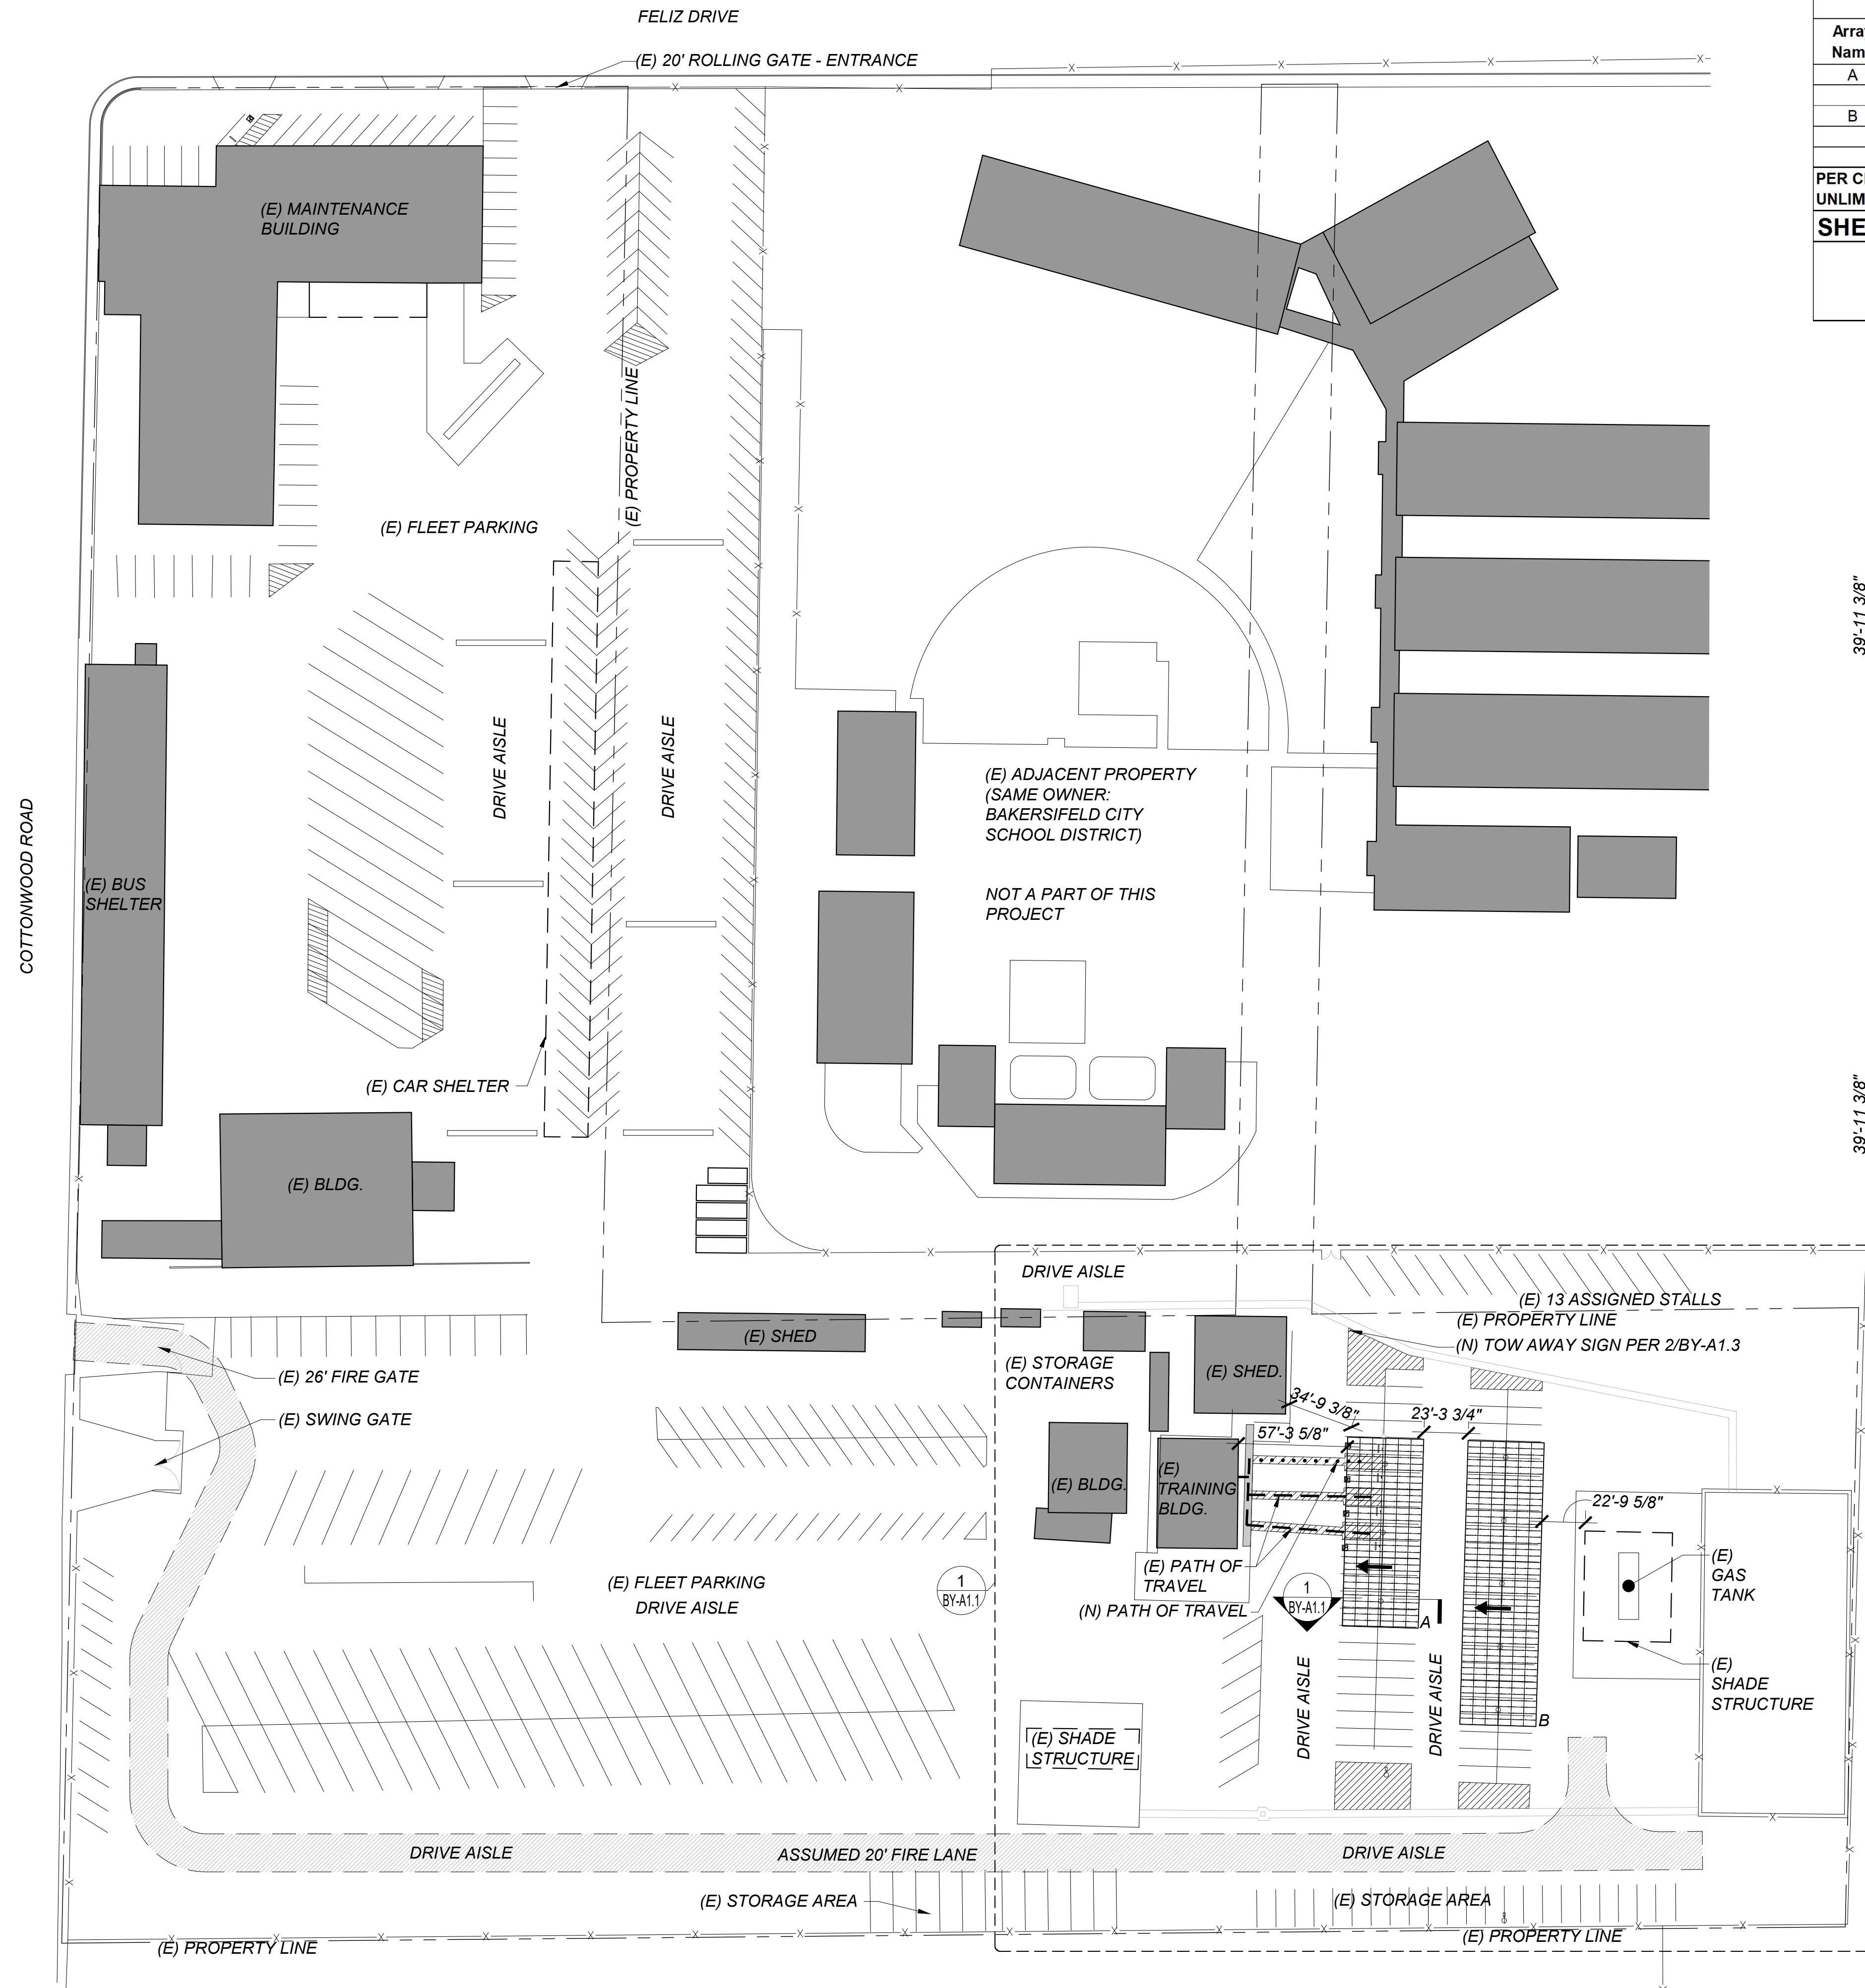 FELIZ DRIVE
(E) 20' ROLLING GATE - ENTRANCE
A
B
PER
SHE
(E) MAINTENANCE
BUILDING
(E) PROPERTY LINE
(E) FLEET PARKING
39'-11 3/8"
DRIVE AISLE
DRIVE AISLE
(E) ADJACENT PROPERTY
(SAME OWNER:
BAKERSIFELD CITY
SCHOOL DISTRICT)
NOT A PART OF THIS
PROJECT
COTTONWOOD ROAD
(E) BUS
SHELTER
(E) CAR SHELTER
39'-11 3/8"
(E) BLDG.
DRIVE AISLE
(E) 13 ASSIGNED STALLS
(E) PROPERTY LINE
(N) TOW AWAY SIGN PER 2/BY-A1.3
(E) SHED
(E) STORAGE
CONTAINERS
(E) SHED.
(E) 26' FIRE GATE
(E) SWING GATE
34'-9 3/8"
23'-3 3/4"
57'-3 5/8"
(E) BLDG.
(E)
TRAINING
BLDG.
22'-9 5/8"
(E)
GAS
TANK
(E) PATH OF
TRAVEL
(N) PATH OF TRAVEL
1
BY-A1.1
1
BY-A1.1
A
(E) FLEET PARKING
DRIVE AISLE
(E)
SHADE
STRUCTURE
DRIVE AISLE
DRIVE AISLE
B
(E) SHADE
STRUCTURE
DRIVE AISLE
ASSUMED 20' FIRE LANE
DRIVE AISLE
(E) STORAGE AREA
(E) STORAGE AREA
(E) PROPERTY LINE
(E) PROPERTY LINE